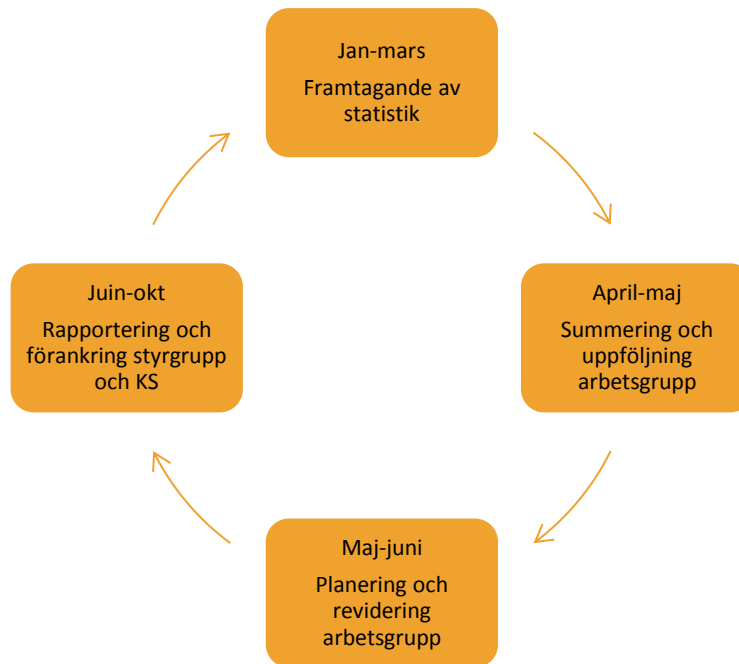 Jan-mars
Framtagande av
statistik
April-maj
Summering och
uppföljning
arbetsgrupp
Maj-juni
Planering och
revidering
arbetsgrupp
Juin-okt
Rapportering och
förankring styrgrupp
och KS